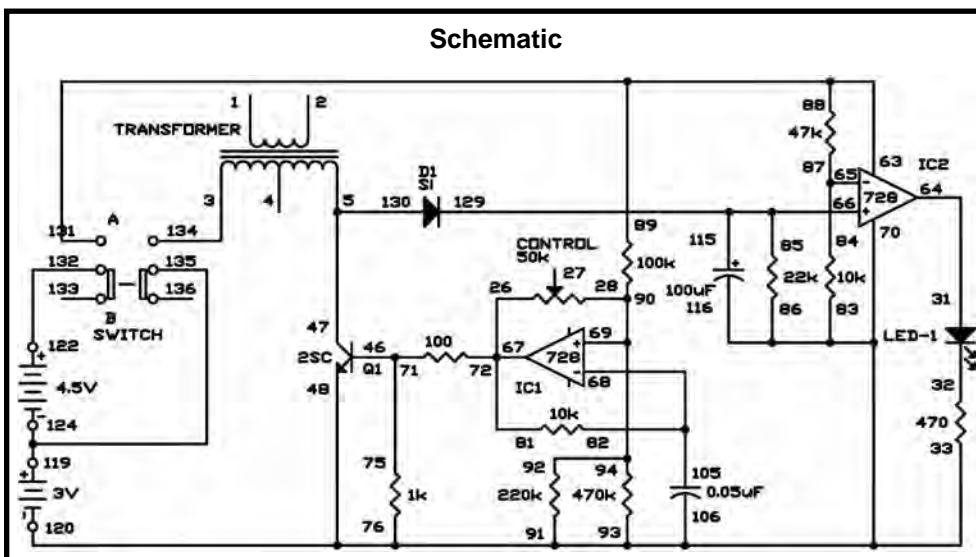 Schematic
1 2
TRANSFORMER
3 4 5
A
131 134
132 135
133 136
B
SWITCH
122
4.5V
124
119
3V
120
D1
SI
130 129
CONTROL
50k
26 27 28
89
100k
90
47
46
2SC
Q1
48
100
71 72
67 728 69
68
IC1
10k
81 82
75
1k
76
92 94
220k 470k
91 93
105
0.05uF
106
115
100uF
116
85
22k
86
88
47k
87
84
10k
83
63
IC2
65
66
728
64
70
31
LED-1
32
470
33